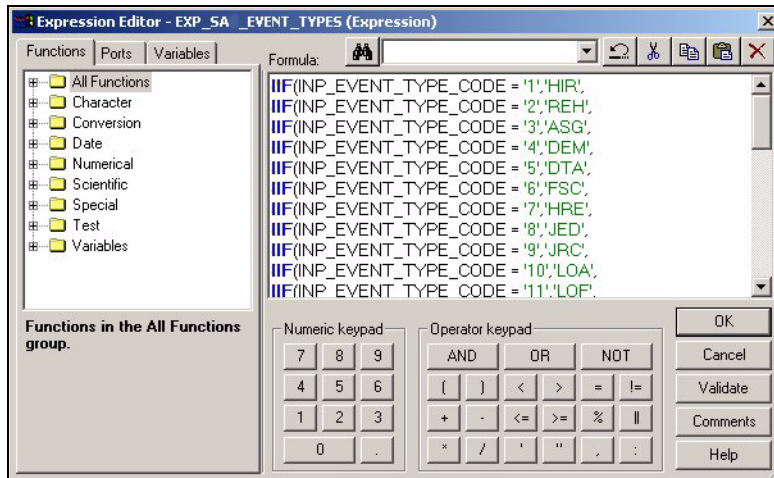 Expression Editor - EXP_SA _EVENT_TYPES (Expression)
Functions Ports Variables
Formula:
All Functions
Character
Conversion
Date
Numerical
Scientific
Special
Test
Variables
IIF(INP_EVENT_TYPE_CODE = '1','HIR',
IIF(INP_EVENT_TYPE_CODE = '2','REH',
IIF(INP_EVENT_TYPE_CODE = '3','ASG',
IIF(INP_EVENT_TYPE_CODE = '4','DEM',
IIF(INP_EVENT_TYPE_CODE = '5','DTA',
IIF(INP_EVENT_TYPE_CODE = '6','FSC',
IIF(INP_EVENT_TYPE_CODE = '7','HRE',
IIF(INP_EVENT_TYPE_CODE = '8','JED',
IIF(INP_EVENT_TYPE_CODE = '9','JRC',
IIF(INP_EVENT_TYPE_CODE = '10','LOA',
IIF(INP_EVENT_TYPE_CODE = '11','LOF',
Functions in the All Functions
group.
Numeric keypad
7 8 9
4 5 6
1 2 3
0 .
Operator keypad
AND OR NOT
( ) < > = !=
+ - <= >= % ||
* / ' " , :
OK
Cancel
Validate
Comments
Help